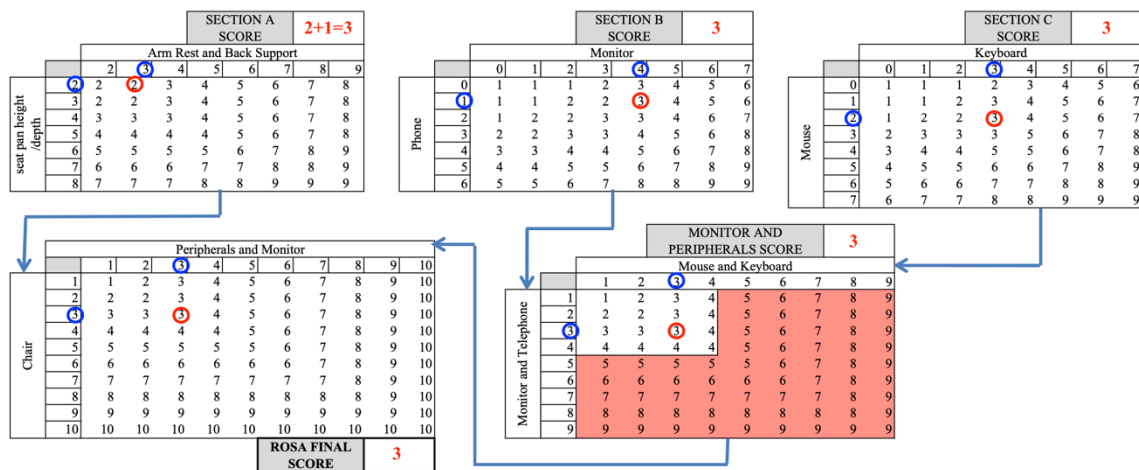 SECTION A SCORE 2+1=3
Arm Rest and Back Support
2 3 4 5 6 7 8 9
seat pan height /depth
2 2 2 3 4 5 6 7 8
3 2 2 3 4 5 6 7 8
4 3 3 3 4 5 6 7 8
5 4 4 4 4 5 6 7 8
6 5 5 5 5 6 7 8 9
7 6 6 6 7 7 8 8 9
8 7 7 7 8 8 9 9 9
SECTION B SCORE 3
Monitor
0 1 2 3 4 5 6 7
Phone
0 1 1 1 2 3 4 5 6
1 1 1 2 2 3 4 5 6
2 1 2 2 3 3 4 6 7
3 2 2 3 3 4 5 6 8
4 3 3 4 4 5 6 7 8
5 4 4 5 5 6 7 8 9
6 5 5 6 7 8 8 9 9
SECTION C SCORE 3
Keyboard
0 1 2 3 4 5 6 7
Mouse
0 1 1 1 2 3 4 5 6
1 1 1 2 3 4 5 6 7
2 1 2 2 3 4 5 6 7
3 2 3 3 3 5 6 7 8
4 3 4 4 5 5 6 7 8
5 4 5 5 6 6 7 8 9
6 5 6 6 7 7 8 8 9
7 6 7 7 8 8 9 9 9
Peripherals and Monitor
1 2 3 4 5 6 7 8 9 10
Chair
1 1 2 3 4 5 6 7 8 9 10
2 2 2 3 4 5 6 7 8 9 10
3 3 3 3 4 5 6 7 8 9 10
4 4 4 4 4 5 6 7 8 9 10
5 5 5 5 5 5 6 7 8 9 10
6 6 6 6 6 6 6 7 8 9 10
7 7 7 7 7 7 7 7 8 9 10
8 8 8 8 8 8 8 8 8 9 10
9 9 9 9 9 9 9 9 9 9 10
10 10 10 10 10 10 10 10 10 10 10
ROSA FINAL SCORE 3
MONITOR AND PERIPHERALS SCORE 3
Mouse and Keyboard
1 2 3 4 5 6 7 8 9
Monitor and Telephone
1 1 2 3 4 5 6 7 8 9
2 2 2 3 4 5 6 7 8 9
3 3 3 3 4 5 6 7 8 9
4 4 4 4 4 5 6 7 8 9
5 5 5 5 5 5 6 7 8 9
6 6 6 6 6 6 6 7 8 9
7 7 7 7 7 7 7 7 8 9
8 8 8 8 8 8 8 8 8 9
9 9 9 9 9 9 9 9 9 9